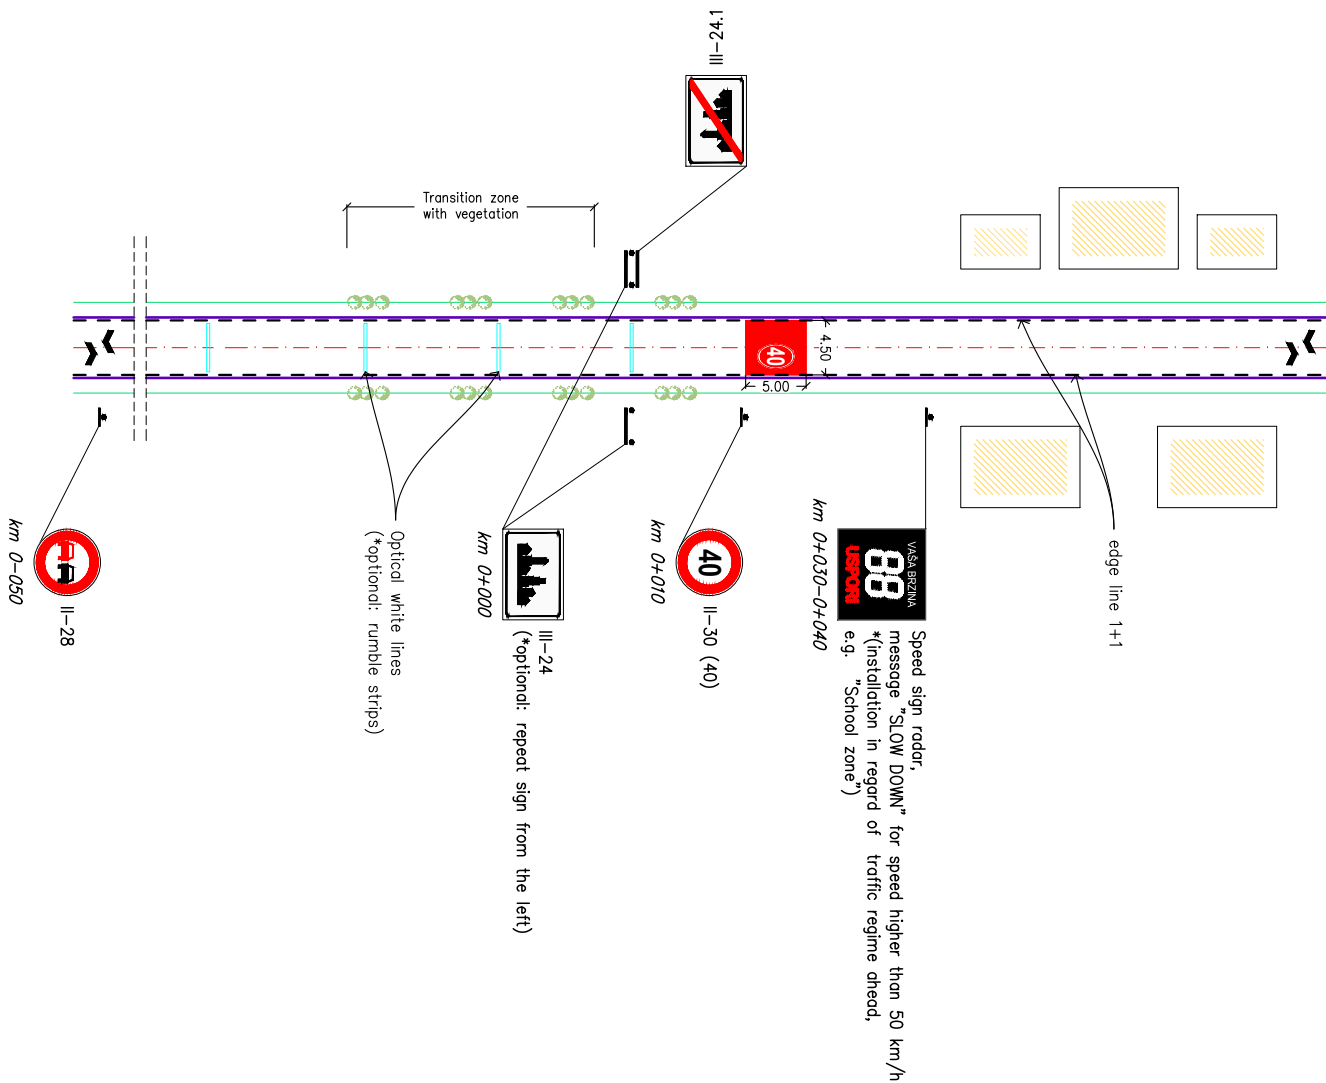 III-24.1
Transition zone
with vegetation
40
4.50
5.00
edge line 1+1
VAŠA BRZINA
88
USPORI
km 0+030-0+040
Speed sign radar,
message "SLOW DOWN" for speed higher than 50 km/h
*(installation in regard of traffic regime ahead,
e.g. "School zone")
40
km 0+010
II-30 (40)
km 0+000
III-24
(*optional: repeat sign from the left)
Optical white lines
(*optional: rumble strips)
km 0-050
II-28